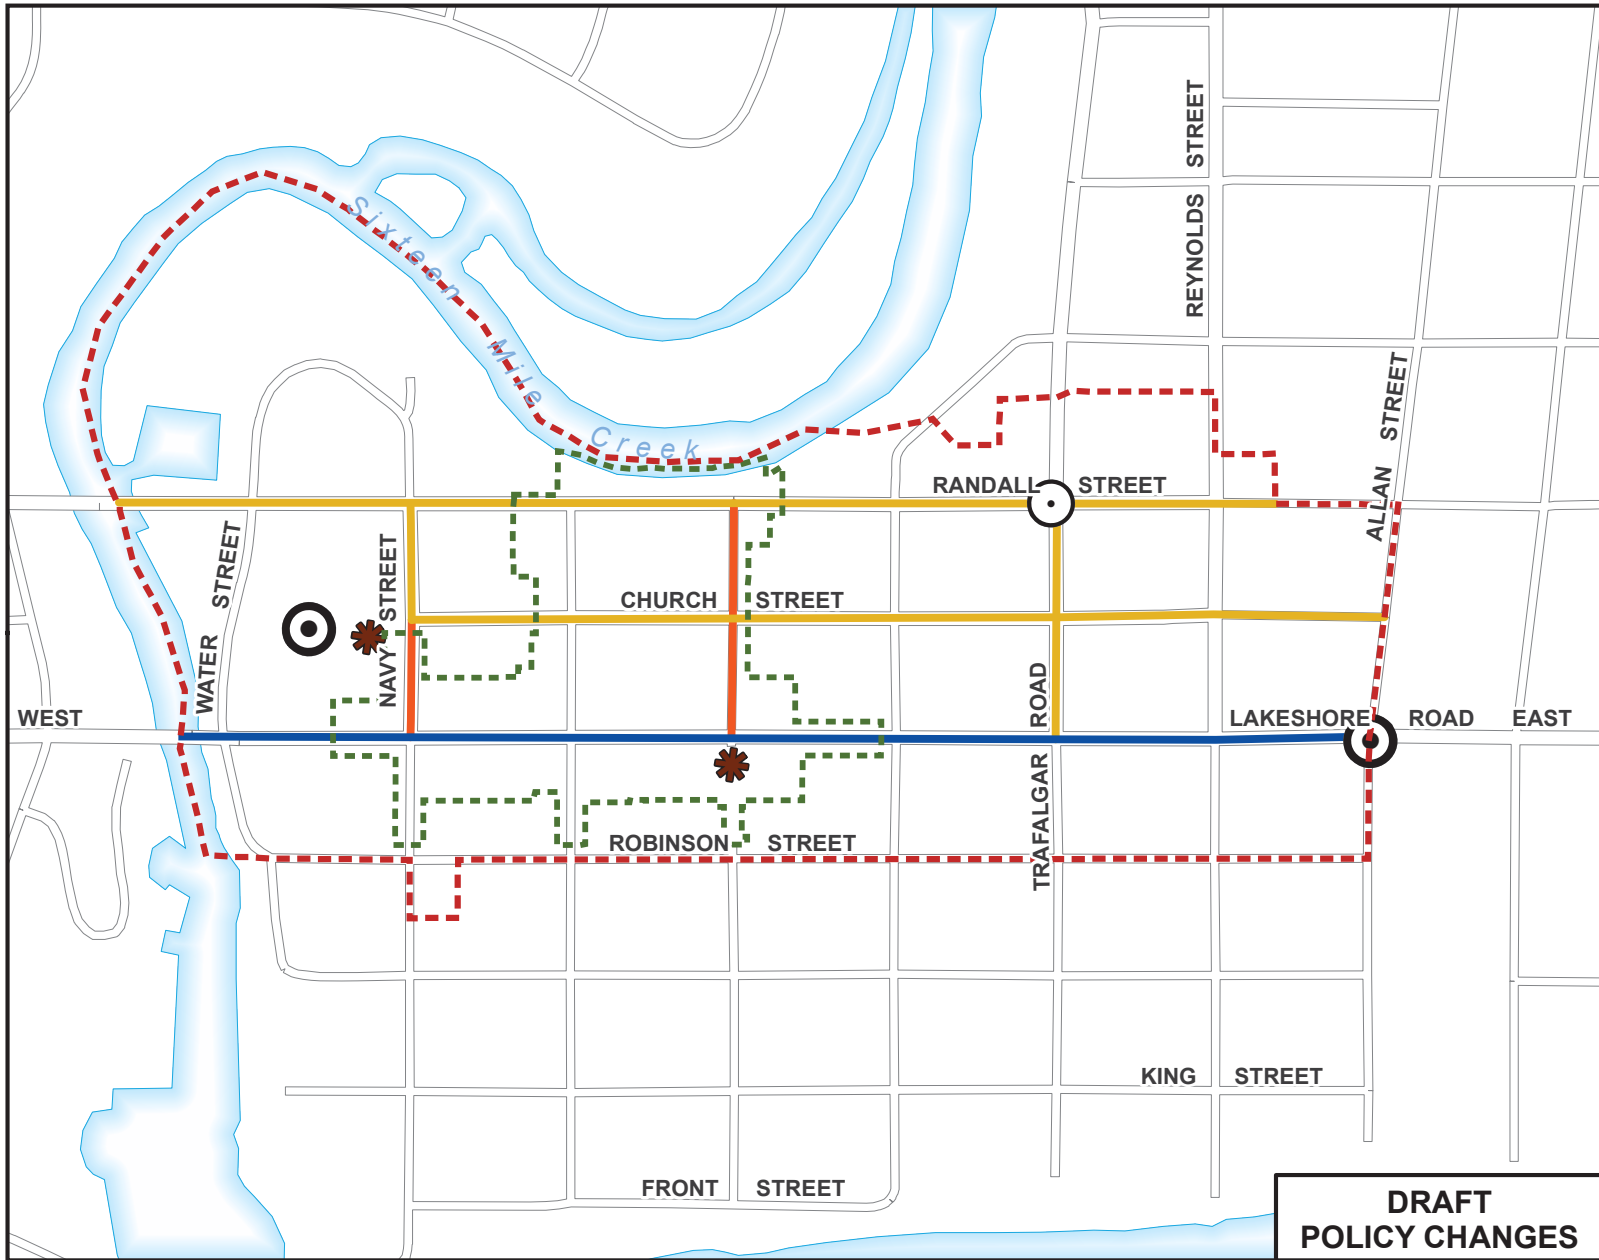 REYNOLDS STREET
Sixteen
Mile
Creek
ALLAN STREET
RANDALL STREET
WATER STREET
NAVY STREET
CHURCH STREET
TRAFALGAR ROAD
WEST
LAKESHORE ROAD EAST
ROBINSON STREET
KING STREET
FRONT STREET
DRAFT
POLICY CHANGES